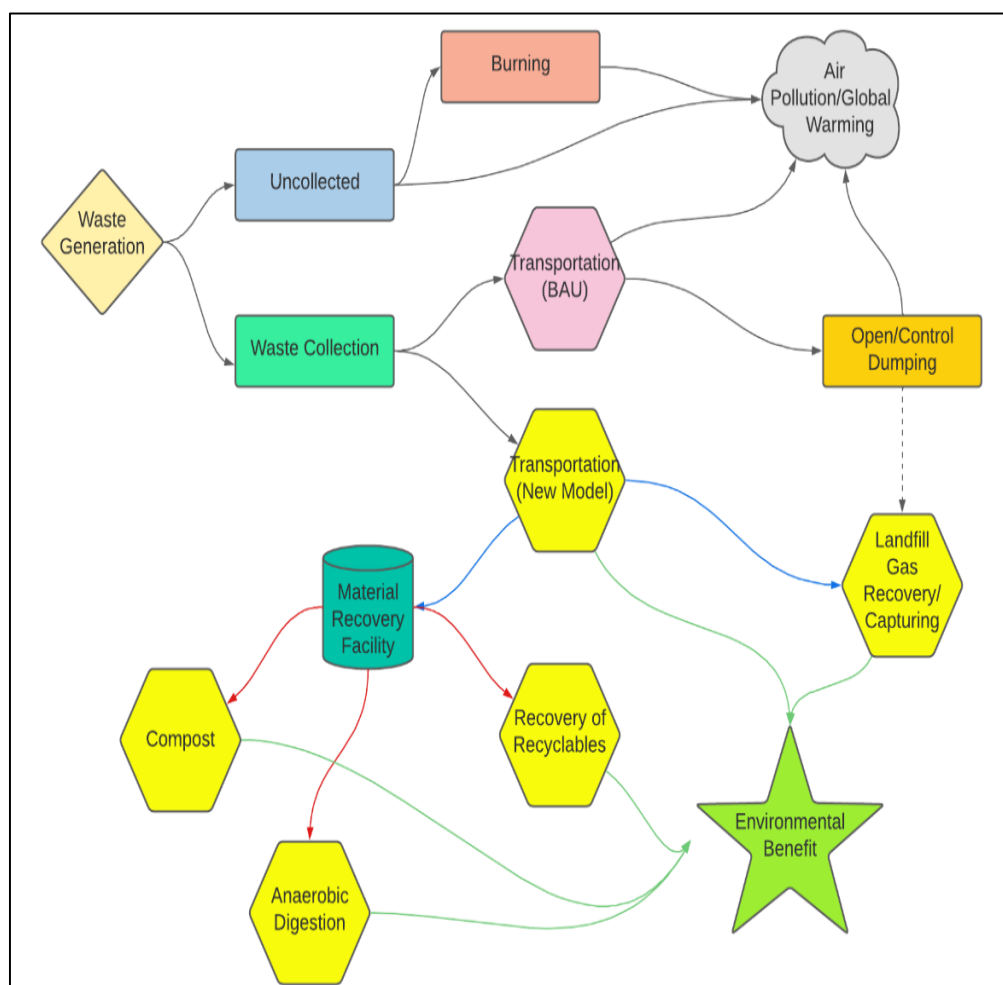 Burning
Air
Pollution/Global
Warming
Uncollected
Waste
Generation
Transportation
(BAU)
Waste Collection
Open/Control
Dumping
Transportation
(New Model)
Landfill
Gas
Recovery/
Capturing
Material
Recovery
Facility
Compost
Recovery of
Recyclables
Environmental
Benefit
Anaerobic
Digestion